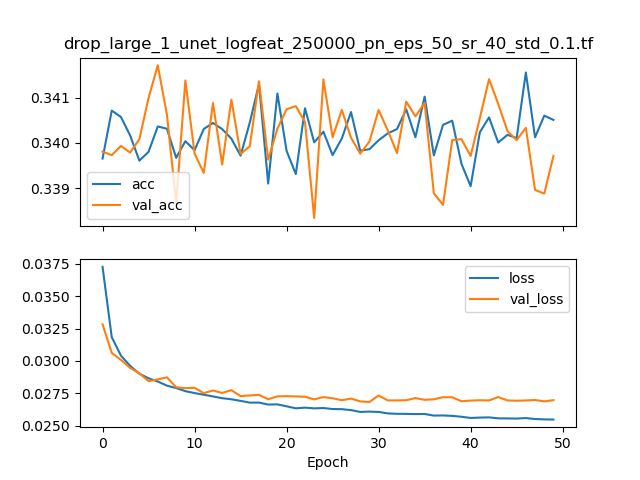 drop_large_1_unet_logfeat_250000_pn_eps_50_sr_40_std_0.1.tf
0.341
0.340
0.339
acc
val_acc
0.0375
0.0350
0.0325
0.0300
0.0275
0.0250
loss
val_loss
0 10 20 30 40 50
Epoch